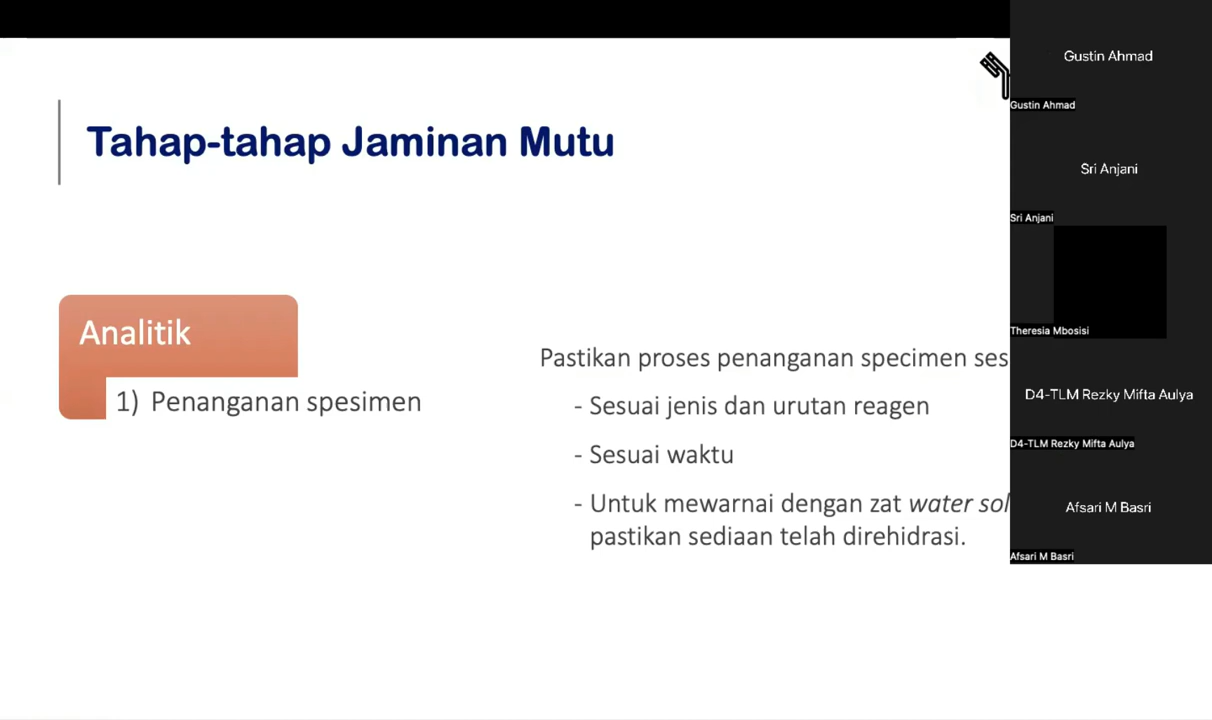 Tahap-tahap Jaminan Mutu
Analitik
1) Penanganan spesimen
Pastikan proses penanganan specimen ses
- Sesuai jenis dan urutan reagen
- Sesuai waktu
- Untuk mewarnai dengan zat water sol
pastikan sediaan telah direhidrasi.
Gustin Ahmad
Gustin Ahmad
Sri Anjani
Sri Anjani
Theresia Mbosisi
D4-TLM Rezky Mifta Aulya
D4-TLM Rezky Mifta Aulya
Afsari M Basri
Afsari M Basri